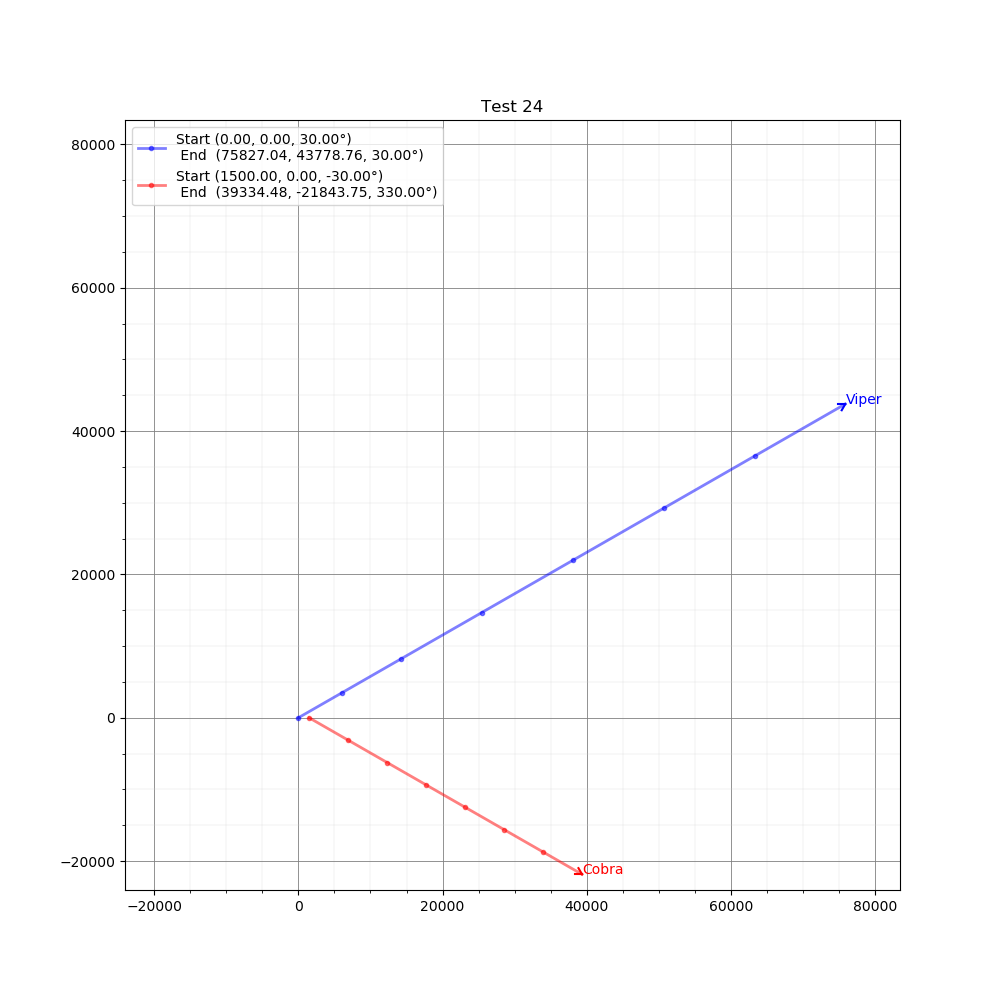 Test 24
Start (0.00, 0.00, 30.00°)
End (75827.04, 43778.76, 30.00°)
Start (1500.00, 0.00, -30.00°)
End (39334.48, -21843.75, 330.00°)
80000
60000
40000
20000
0
−20000
Viper
Cobra
−20000
0
20000
40000
60000
80000